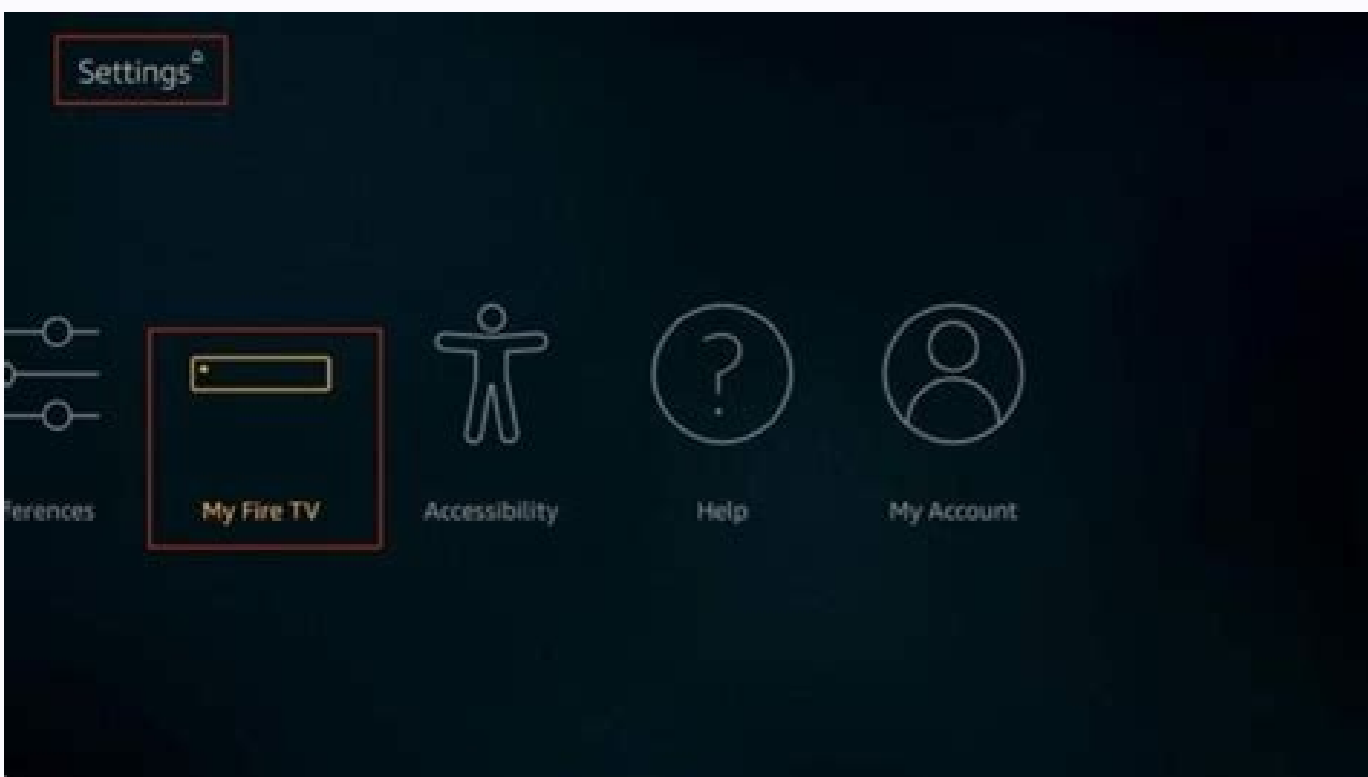 Settings
ferences
My Fire TV
Accessibility
Help
My Account